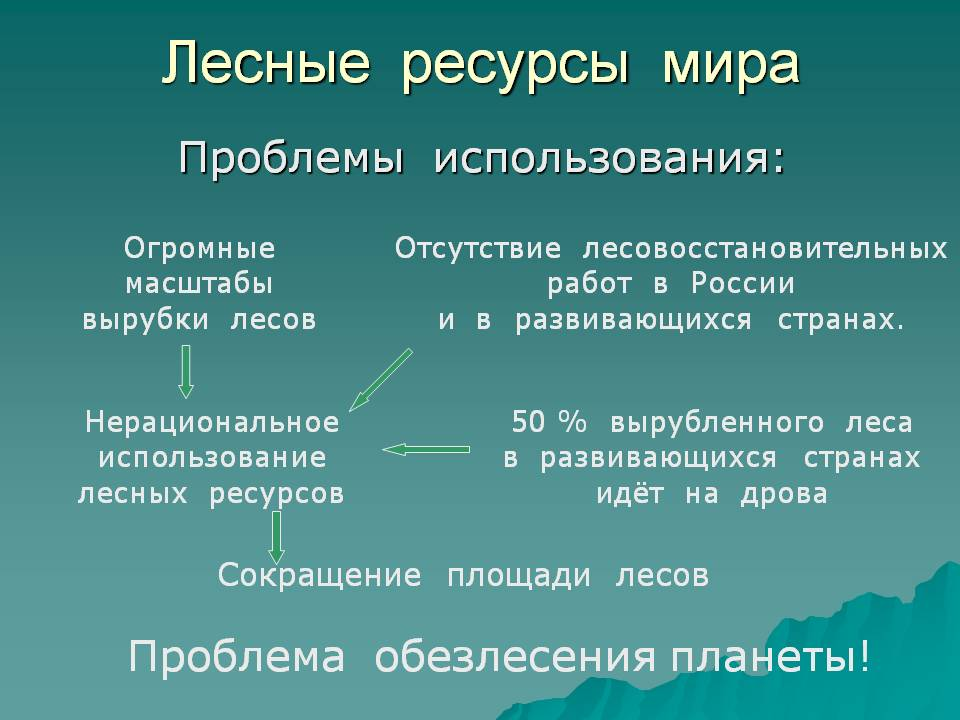 Лесные ресурсы мира
Проблемы использования:
Огромные
масштабы
вырубки лесов
Отсутствие лесовосстановительных
работ в России
и в развивающихся странах.
Нерациональное
использование
лесных ресурсов
50 % вырубленного леса
в развивающихся странах
идёт на дрова
Сокращение площади лесов
Проблема обезлесения планеты!